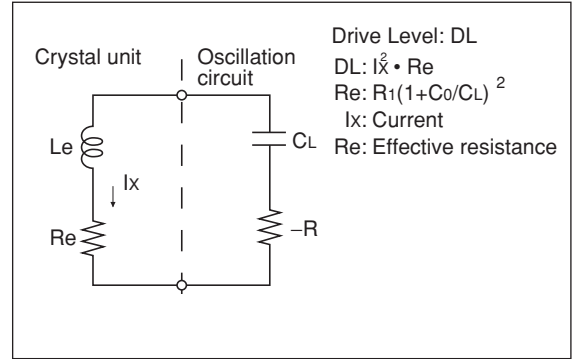 Crystal unit
Oscillation
circuit
Le
Ix
Re
CL
–R
Drive Level: DL
DL: Ix² • Re
Re: R1(1+C0/CL) ²
Ix: Current
Re: Effective resistance